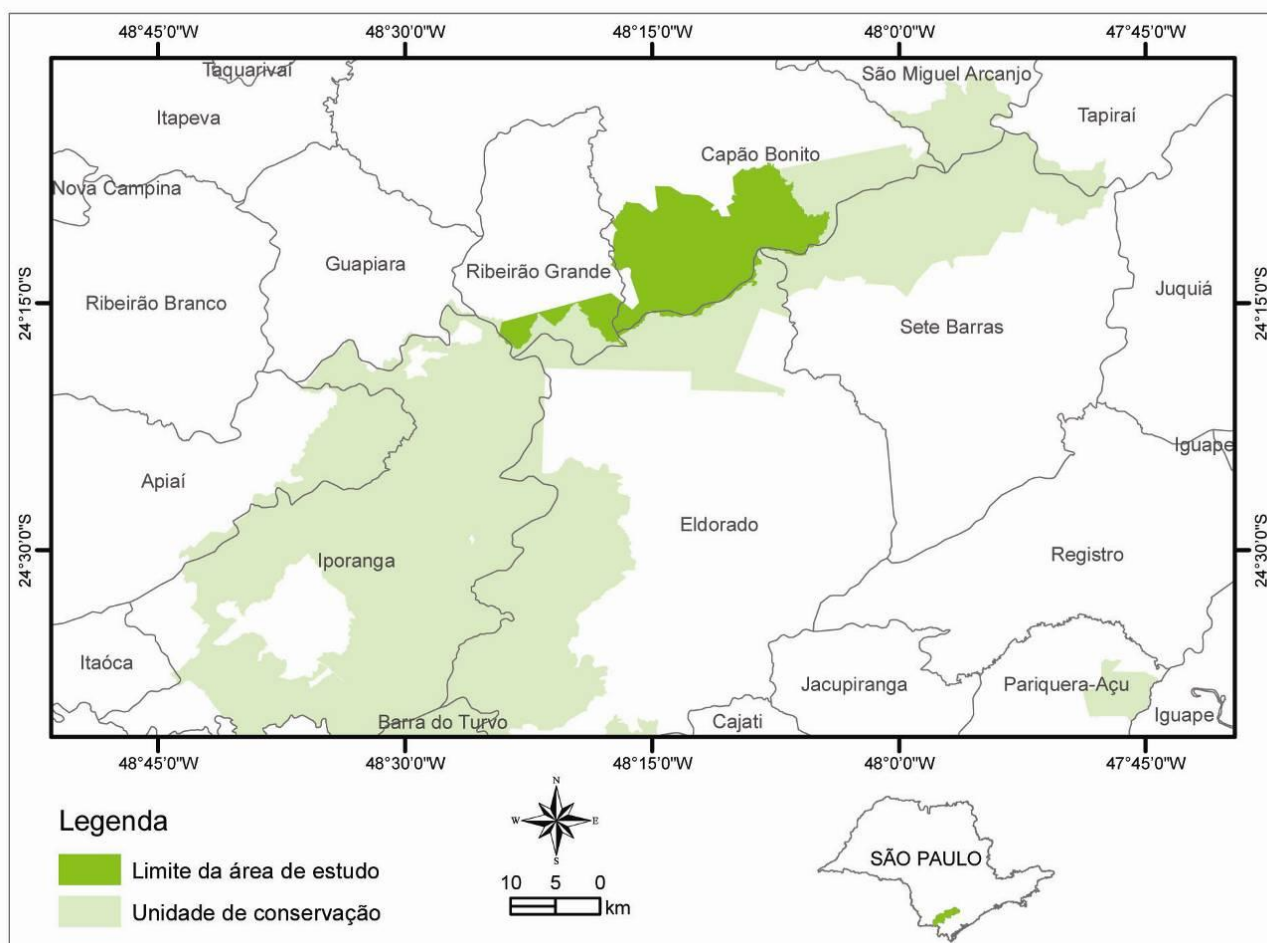 48°45'0"W 48°30'0"W 48°15'0"W 48°0'0"W 47°45'0"W
Taquarivaí
São Miguel Arcanjo
Itapeva
Tapiraí
Capão Bonito
Nova Campina
Guapiara
Ribeirão Grande
Ribeirão Branco
Juquiá
24°15'0"S
24°15'0"S
Sete Barras
Iguape
Apiaí
Eldorado
Registro
24°30'0"S
24°30'0"S
Iporanga
Itaóca
Jacupiranga
Pariquera-Açu
Barra do Turvo
Cajati
Iguape
48°45'0"W 48°30'0"W 48°15'0"W 48°0'0"W 47°45'0"W
Legenda
Limite da área de estudo
Unidade de conservação
N
W
E
S
10 5 0
km
SÃO PAULO